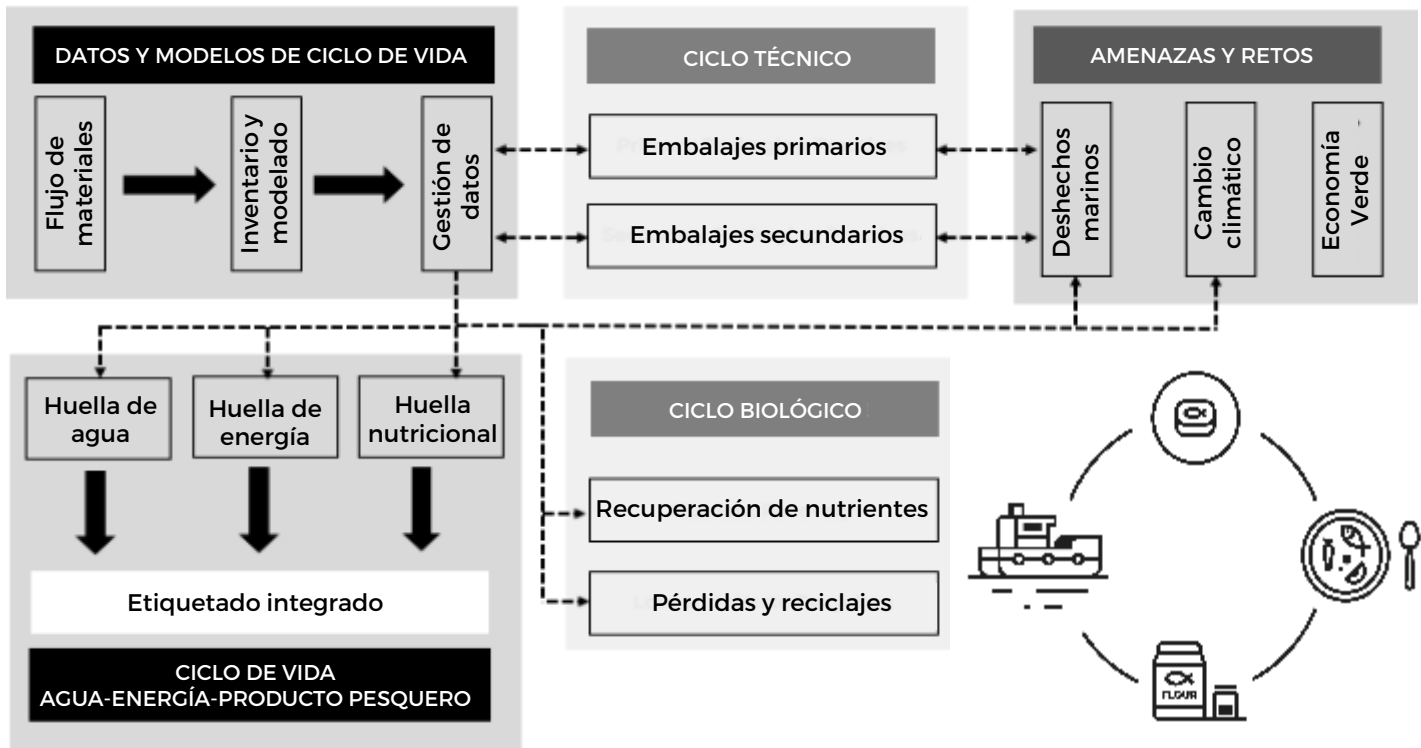 DATOS Y MODELOS DE CICLO DE VIDA
Flujo de
materiales
Inventario y
modelado
Gestión de
datos
CICLO TÉCNICO
Embalajes primarios
Embalajes secundarios
AMENAZAS Y RETOS
Deshechos
marinos
Cambio
climático
Economía
Verde
Huella de
agua
Huella de
energía
Huella
nutricional
Etiquetado integrado
CICLO DE VIDA
AGUA-ENERGÍA-PRODUCTO PESQUERO
CICLO BIOLÓGICO
Recuperación de nutrientes
Pérdidas y reciclajes
FLOUR